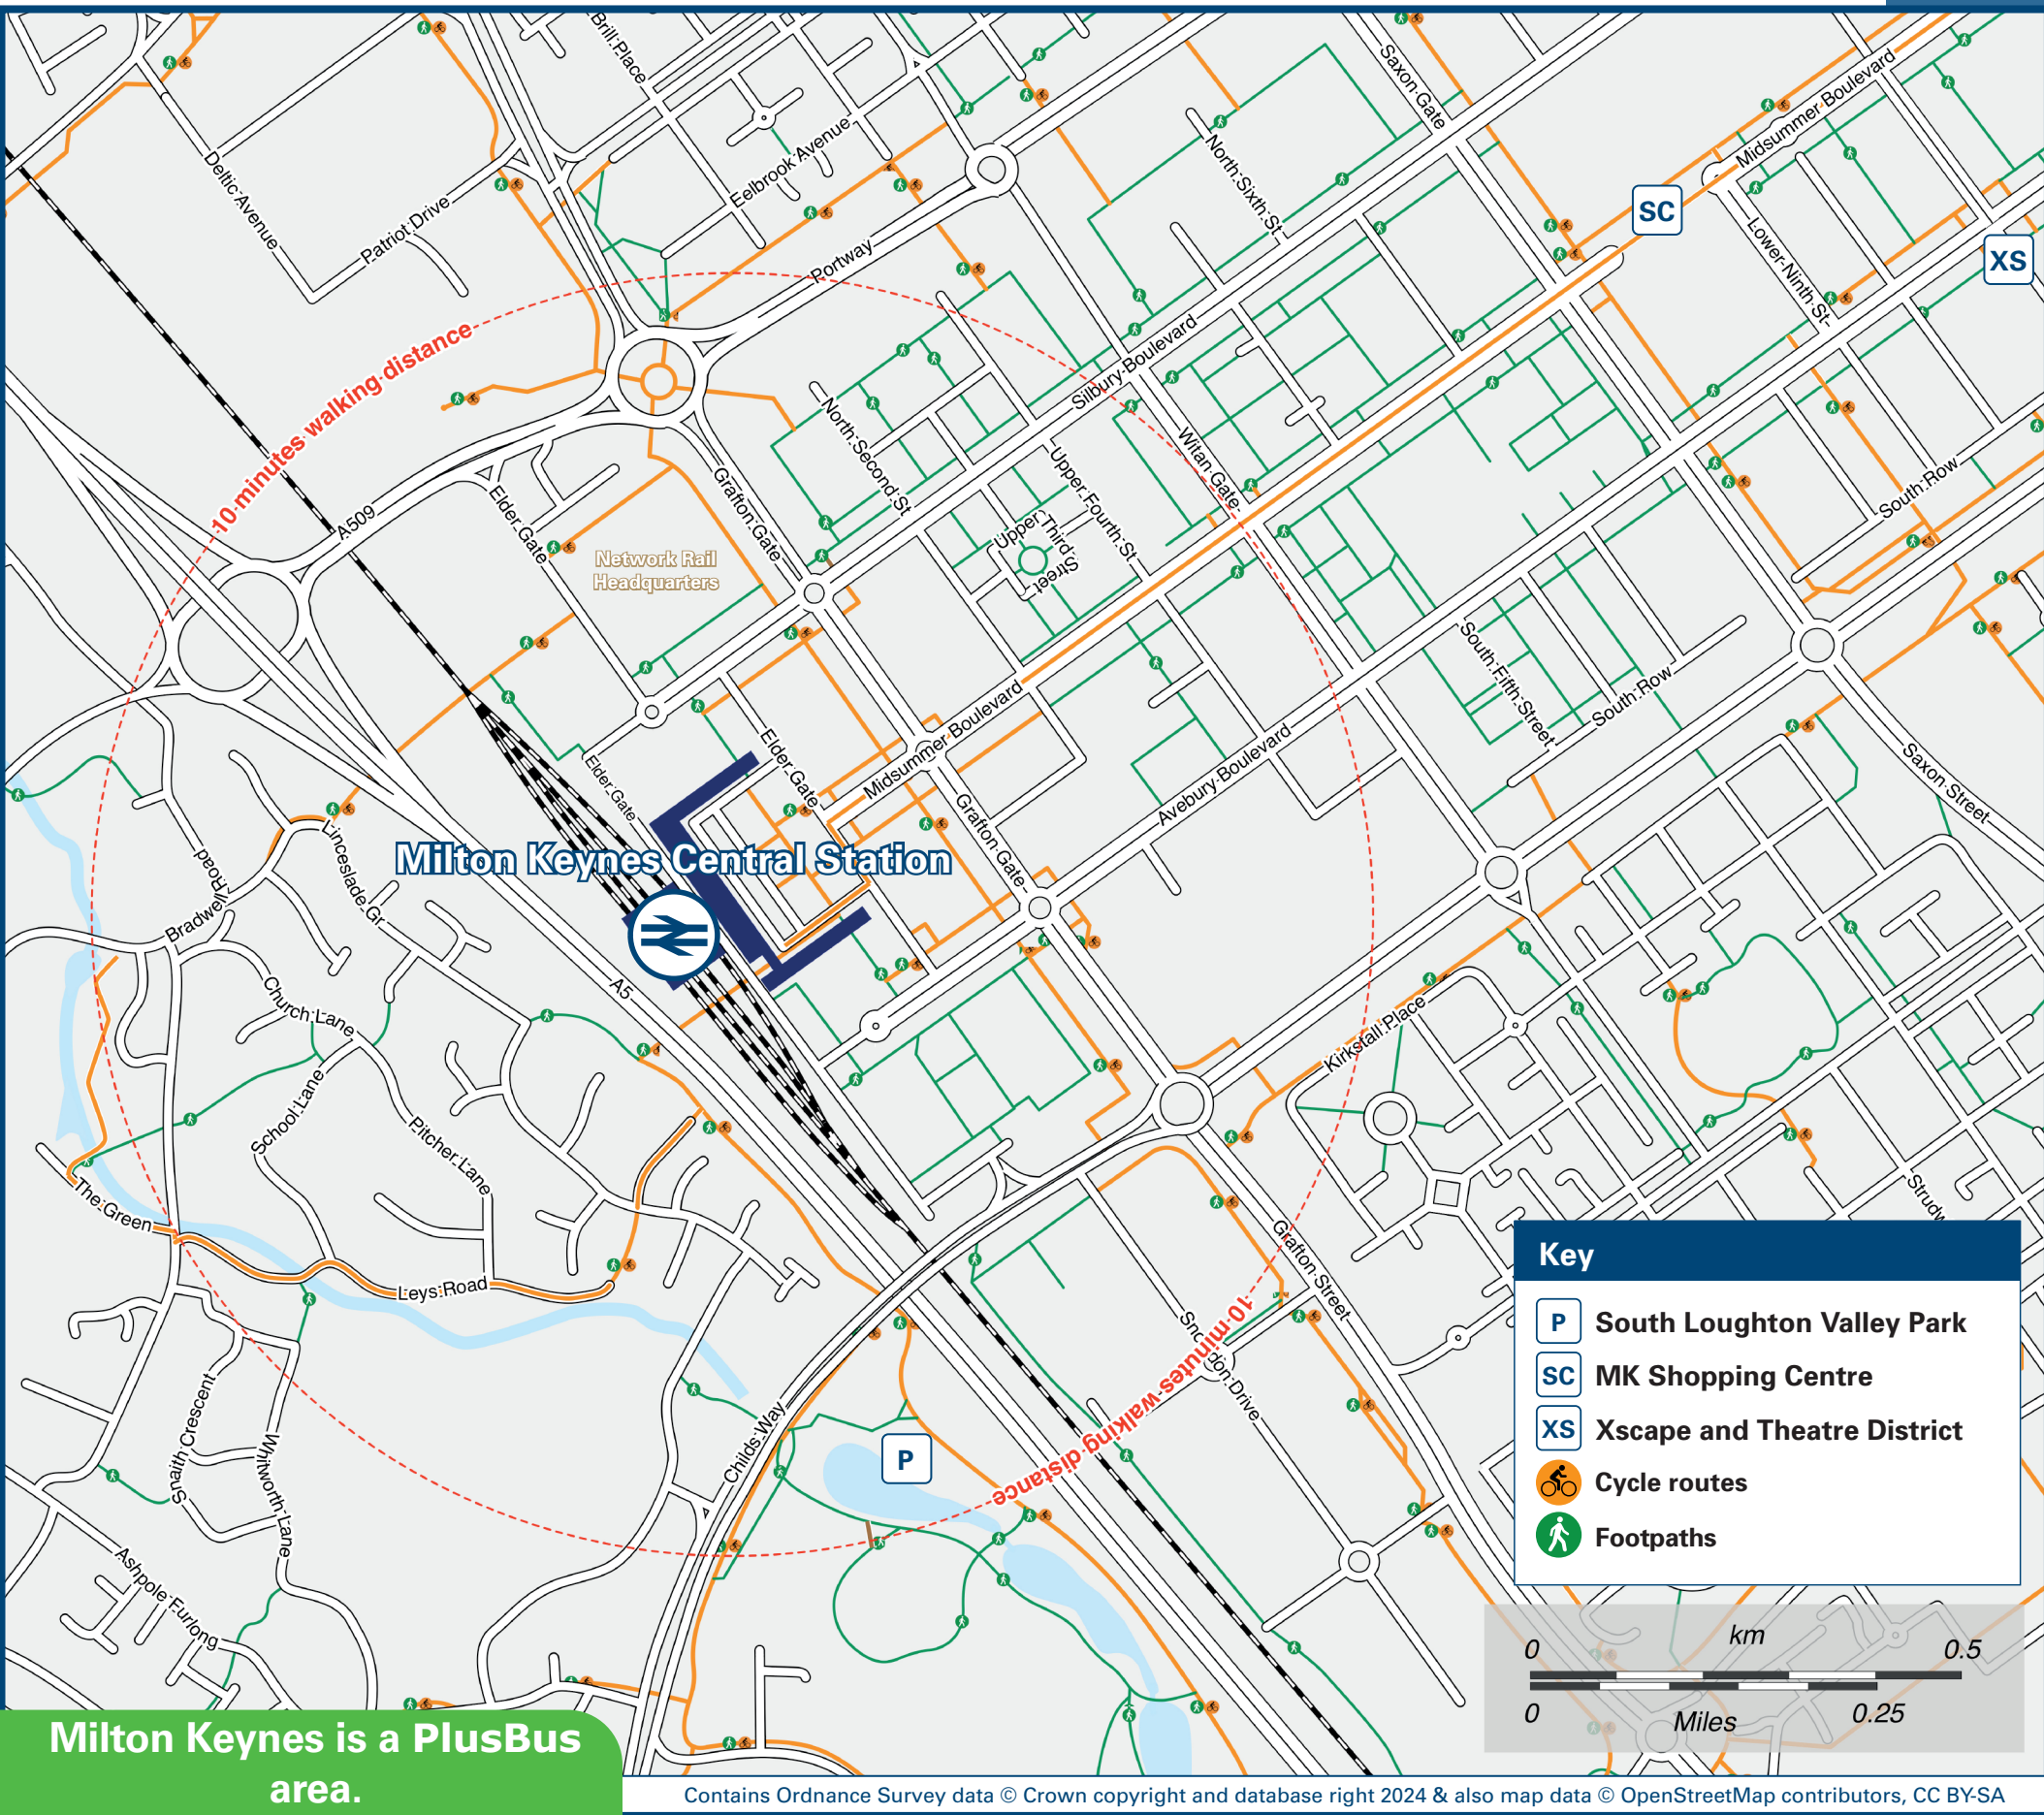 Brill Place
Saxon Gate
Midsummer Boulevard
Deltic Avenue
Patriot Drive
Eelbrook Avenue
North Sixth St
SC
XS
Lower Ninth St
Portway
10 minutes walking distance
Silbury Boulevard
North Second St
Witan Gate
A509
Elder Gate
Grafton Gate
Upper Fourth St
Upper Third
Street
South Row
Network Rail
Headquarters
South Fifth Street
South Row
Elder Gate
Elder Gate
Midsummer Boulevard
Avebury Boulevard
Saxon Street
Grafton Gate
Milton Keynes Central Station
Linceslade Gr
Bradwell Road
A5
Church Lane
Kirkstall Place
School Lane
Pitcher Lane
The Green
Leys Road
Grafton Street
Snowdon Drive
10 minutes walking distance
Childs Way
P
Snaith Crescent
Whitworth Lane
Ashpole Furlong
Key
P South Loughton Valley Park
SC MK Shopping Centre
XS Xscape and Theatre District
Cycle routes
Footpaths
km
0 0.5
0 0.25
Miles
Milton Keynes is a PlusBus
area.
Contains Ordnance Survey data © Crown copyright and database right 2024 & also map data © OpenStreetMap contributors, CC BY-SA